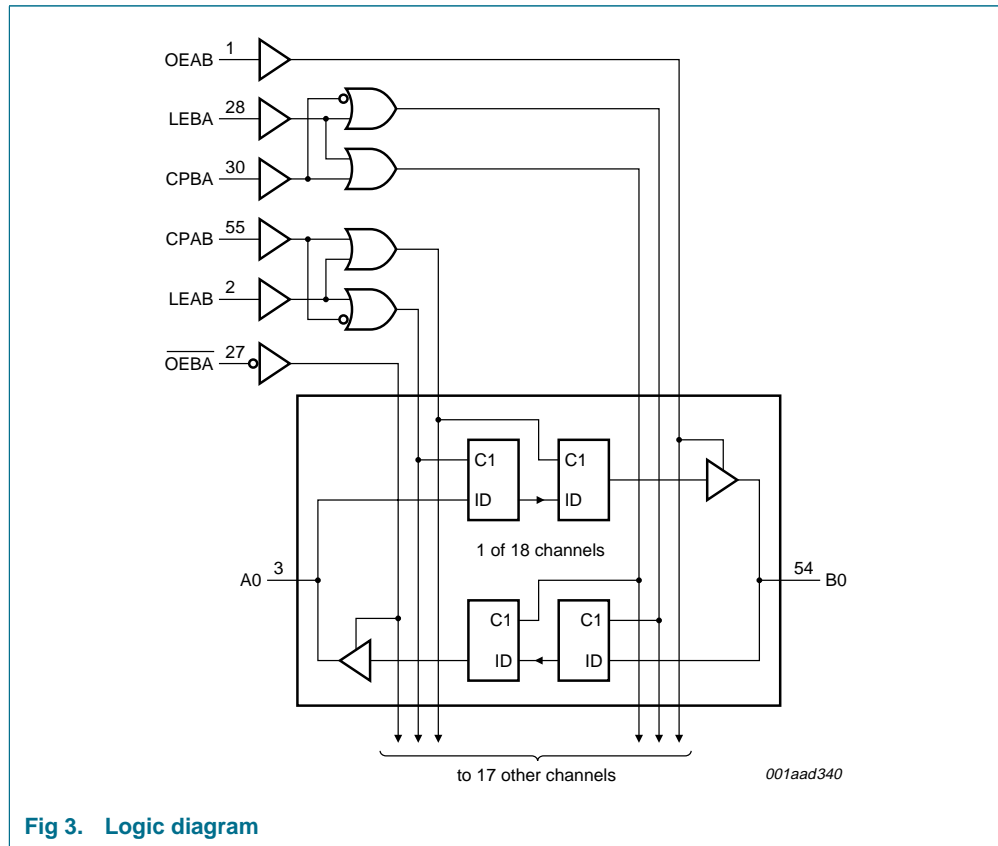 OEAB 1
LEBA 28
CPBA 30
CPAB 55
LEAB 2
OEBA 27
C1 C1
ID ID
1 of 18 channels
A0 3 54 B0
C1 C1
ID ID
to 17 other channels
001aad340
Fig 3. Logic diagram